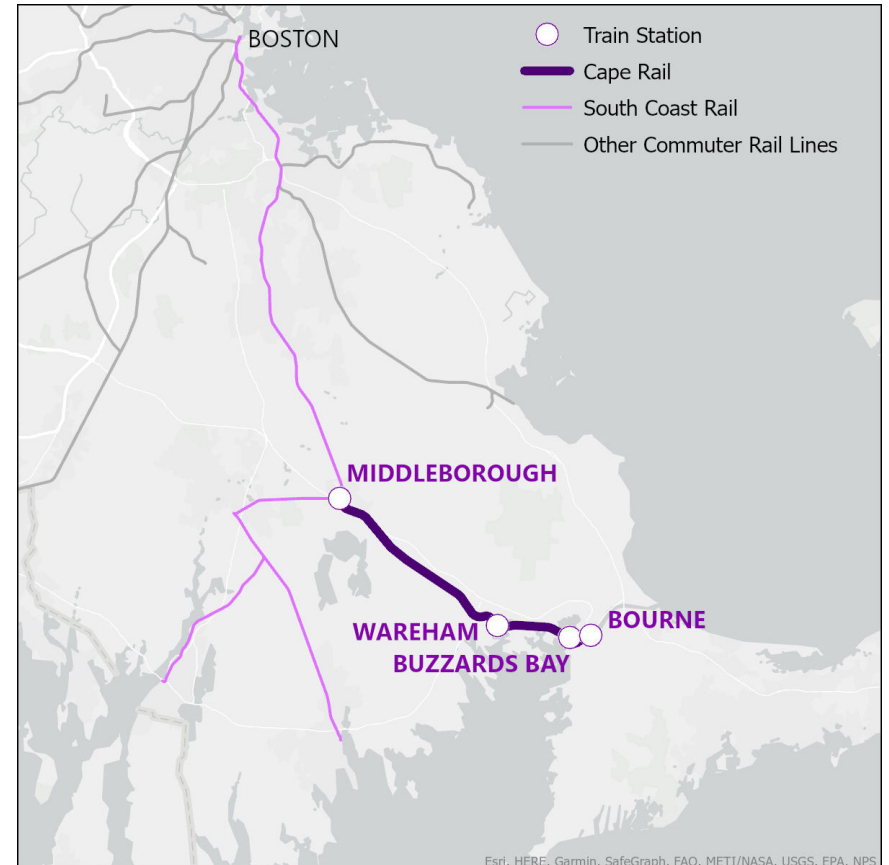 BOSTON
Train Station
Cape Rail
South Coast Rail
Other Commuter Rail Lines
MIDDLEBOROUGH
WAREHAM
BOURNE
BUZZARDS BAY
Esri, HERE, Garmin, SafeGraph, FAO, METI/NASA, USGS, EPA, NPS